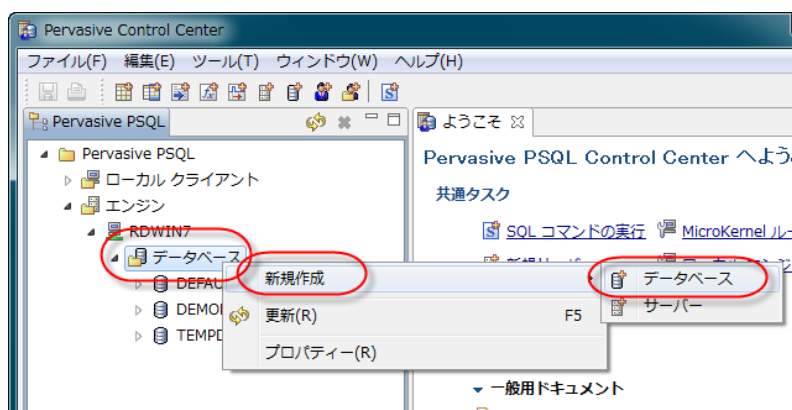 Pervasive Control Center
ファイル(F) 編集(E) ツール(T) ウィンドウ(W) ヘルプ(H)
Pervasive PSQL
ようこそ
Pervasive PSQL
ローカル クライアント
エンジン
RDWIN7
データベース
DEFAU
DEMO
TEMPD
新規作成
更新(R) F5
プロパティー(R)
データベース
サーバー
Pervasive PSQL Control Center へよう
共通タスク
SQL コマンドの実行 MicroKernel ルー
一般用ドキュメント